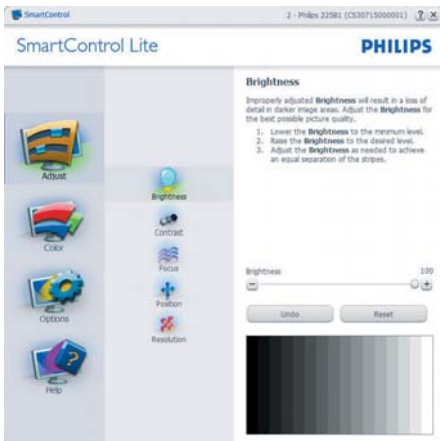 SmartControl
2 - Philips 225B1 (CS30715000001)
?
X
SmartControl Lite
PHILIPS
Adjust
Color
Options
?
Help
Brightness
Contrast
Focus
Position
Resolution
Brightness
Improperly adjusted Brightness will result in a loss of
detail in darker image areas. Adjust the Brightness for
the best possible picture quality.
1. Lower the Brightness to the minimum level.
2. Raise the Brightness to the desired level.
3. Adjust the Brightness as needed to achieve
an equal separation of the stripes.
Brightness 100
Undo
Reset